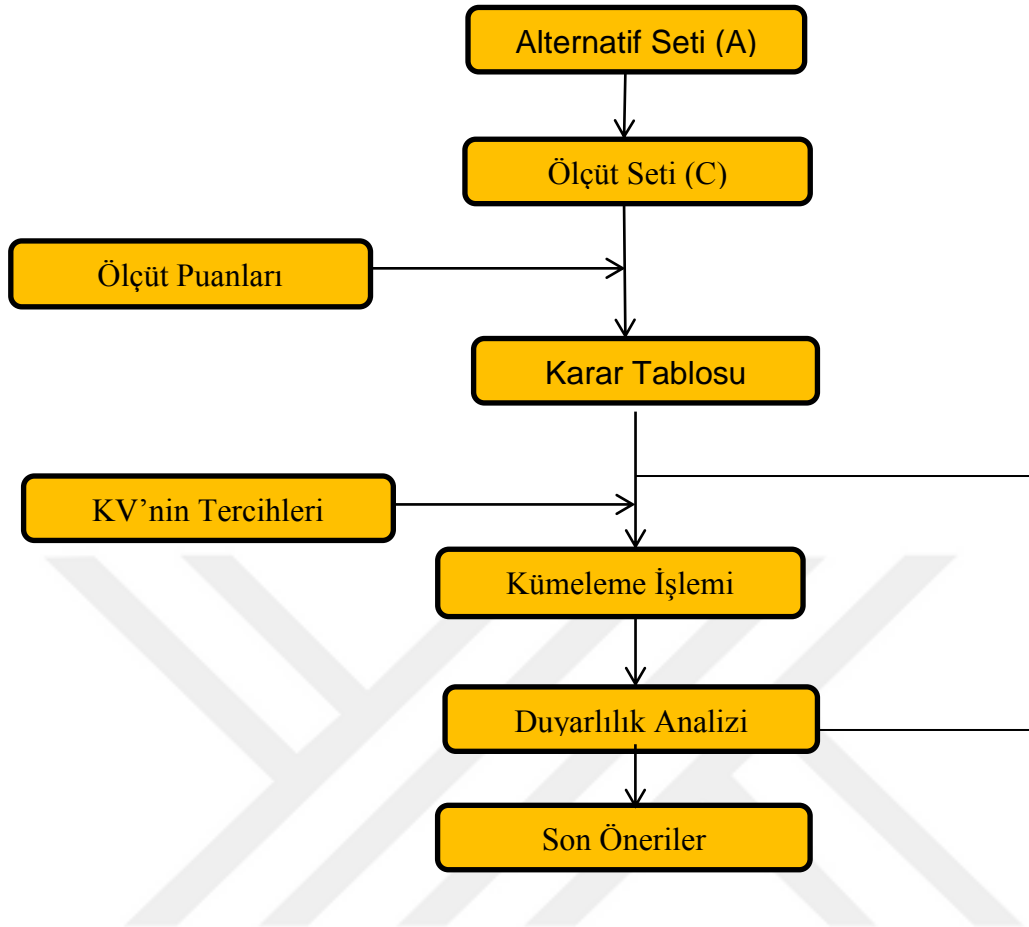 Alternatif Seti (A)
Ölçüt Seti (C)
Ölçüt Puanları
Karar Tablosu
KV’nin Tercihleri
Kümeleme İşlemi
Duyarlılık Analizi
Son Öneriler